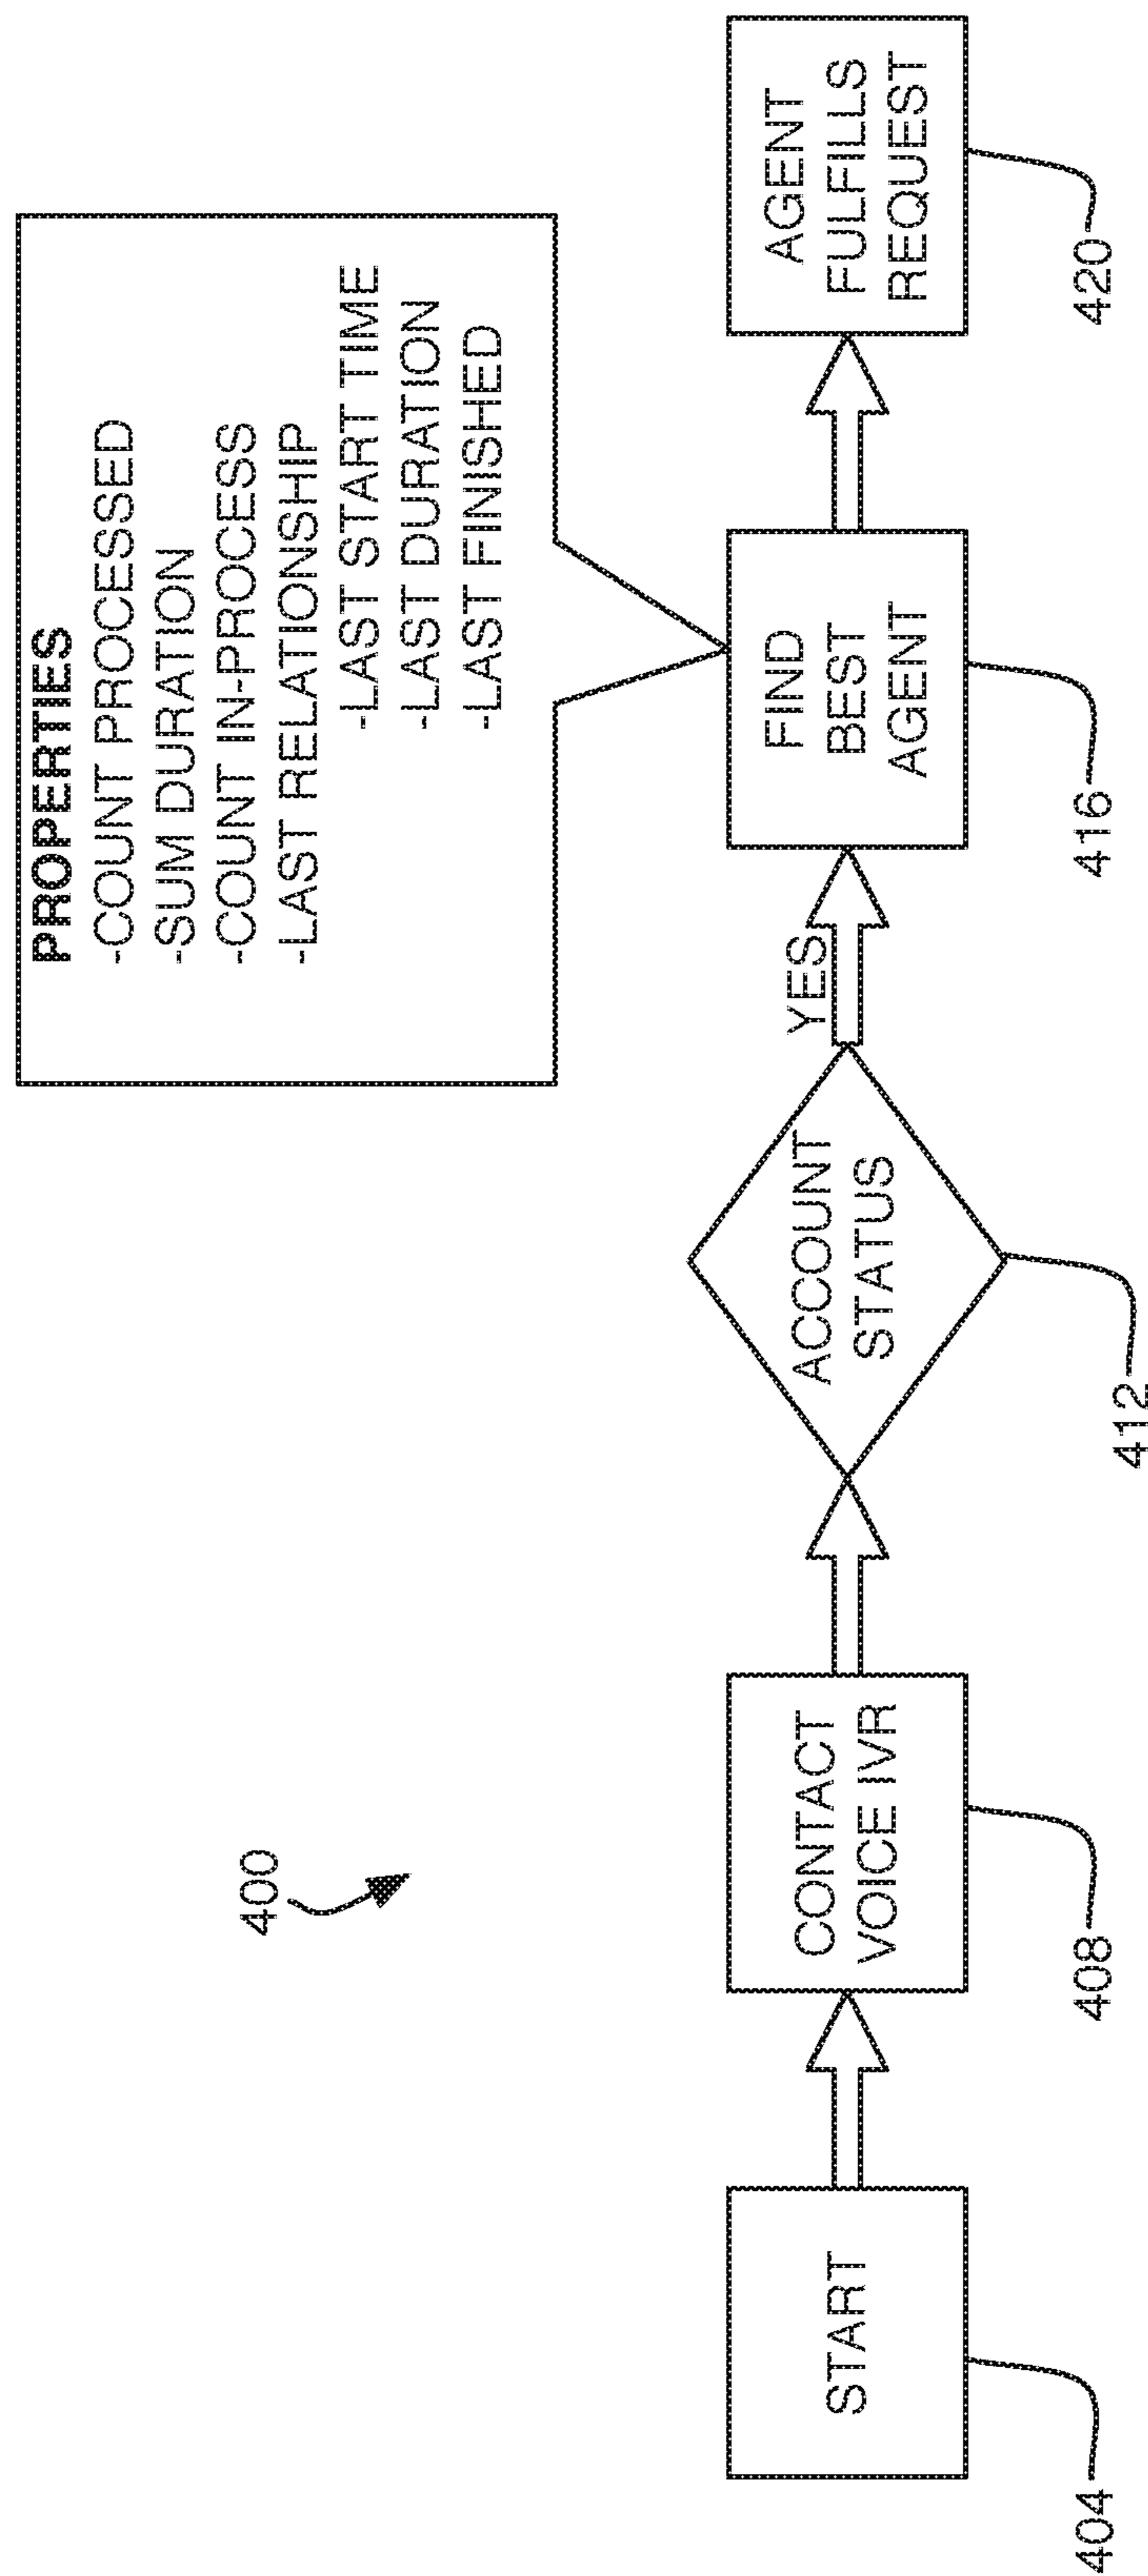 400
PROPERTIES
-COUNT PROCESSED
-SUM DURATION
-COUNT IN-PROCESS
-LAST RELATIONSHIP
-LAST START TIME
-LAST DURATION
-LAST FINISHED
START
CONTACT
VOICE IVR
ACCOUNT
STATUS
YES
FIND
BEST
AGENT
AGENT
FULFILLS
REQUEST
404
408
412
416
420